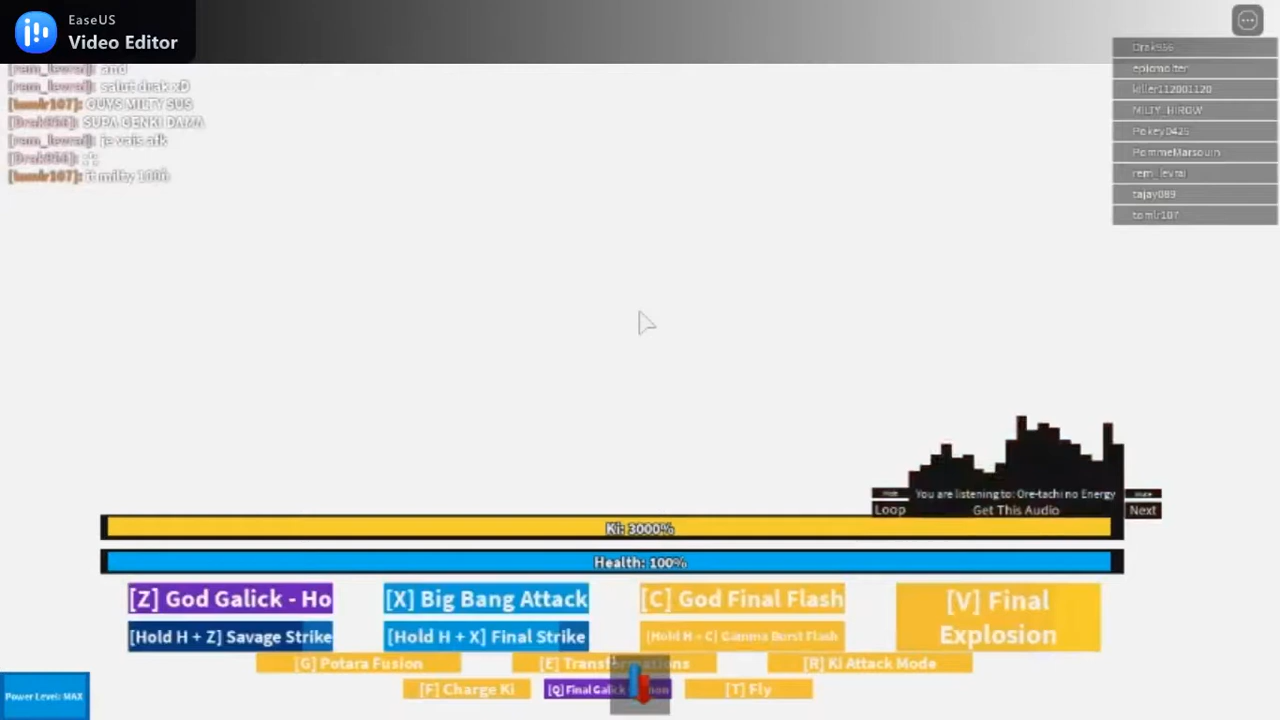 EaseUS
Video Editor
[rem_levrai]: and
[rem_levrai]: salut drak xD
[tomlr107]: GUYS MILTY SUS
SUPA GENKI DAMA
[rem_levrai]: je vais afk
[tomlr107]: it milty 100%
epicmolter
killer112001120
MILTY_HIROW
Pokey0425
PommeMarsouin
rem_levrai
tajay089
tomlr107
You are listening to: Ore-tachi no Energy
Loop
Get This Audio
Next
Ki: 3000%
Health: 100%
[Z] God Galick - Ho
[X] Big Bang Attack
[C] God Final Flash
[V] Final
Explosion
[Hold H + Z] Savage Strike
[Hold H + X] Final Strike
[Hold H + C] Gamma Burst Flash
[G] Potara Fusion
[E] Transformations
[R] Ki Attack Mode
[F] Charge Ki
[Q] Final Galick
[T] Fly
Power Level: MAX